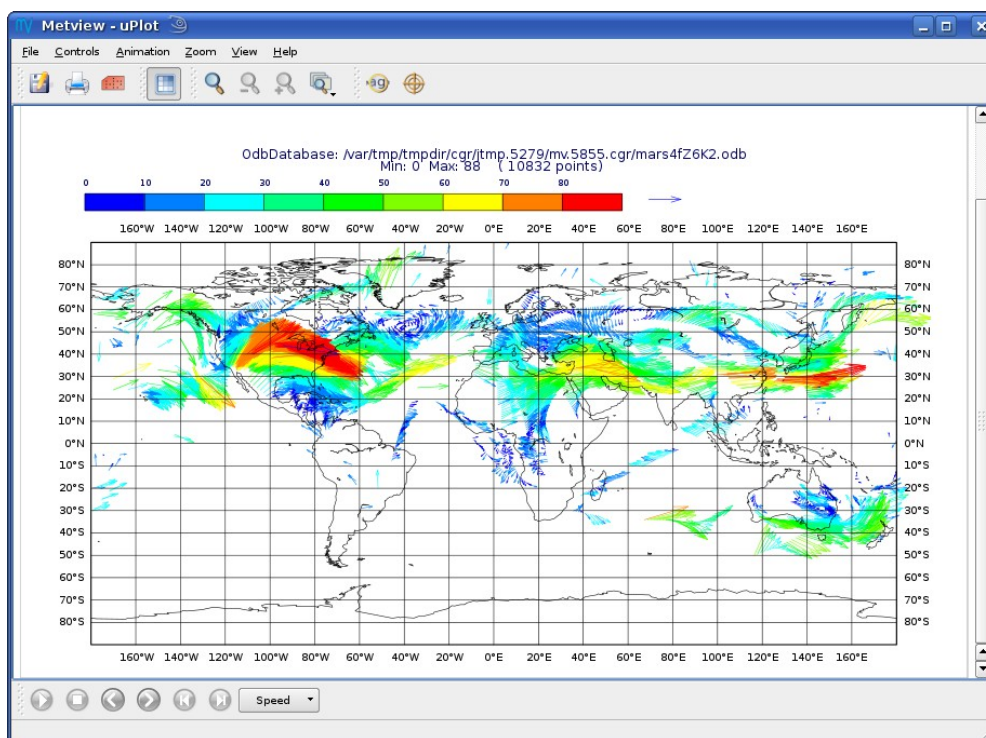 Metview - uPlot
File Controls Animation Zoom View Help
ag
OdbDatabase: /var/tmp/tmpdir/cgr/jtmp.5279/mv.5855.cgr/mars4fZ6K2.odb
Min: 0 Max: 88 ( 10832 points)
0 10 20 30 40 50 60 70 80
160°W 140°W 120°W 100°W 80°W 60°W 40°W 20°W 0°E 20°E 40°E 60°E 80°E 100°E 120°E 140°E 160°E
80°N 80°N
70°N 70°N
60°N 60°N
50°N 50°N
40°N 40°N
30°N 30°N
20°N 20°N
10°N 10°N
0°N 0°N
10°S 10°S
20°S 20°S
30°S 30°S
40°S 40°S
50°S 50°S
60°S 60°S
70°S 70°S
80°S 80°S
160°W 140°W 120°W 100°W 80°W 60°W 40°W 20°W 0°E 20°E 40°E 60°E 80°E 100°E 120°E 140°E 160°E
Speed